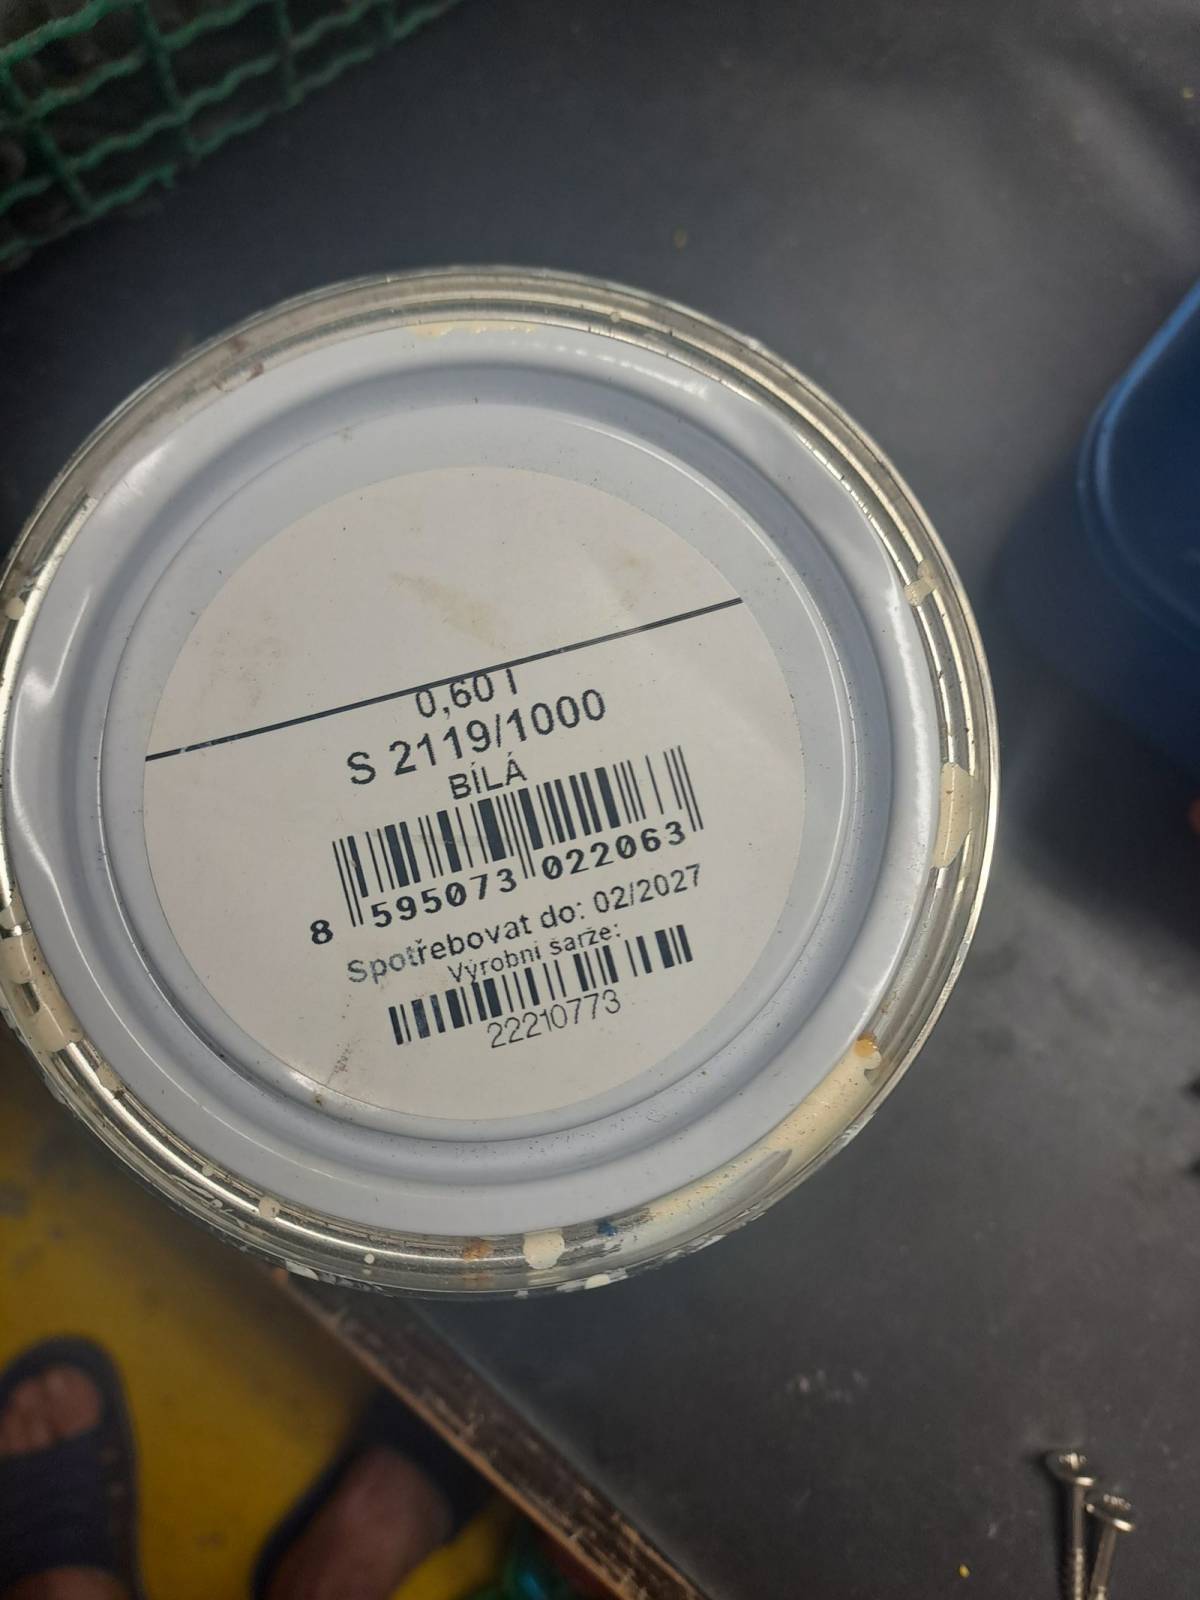 0,60 l
S 2119/1000
BÍLÁ
8 595073 022063
Spotřebovat do: 02/2027
Výrobní šarže:
22210773